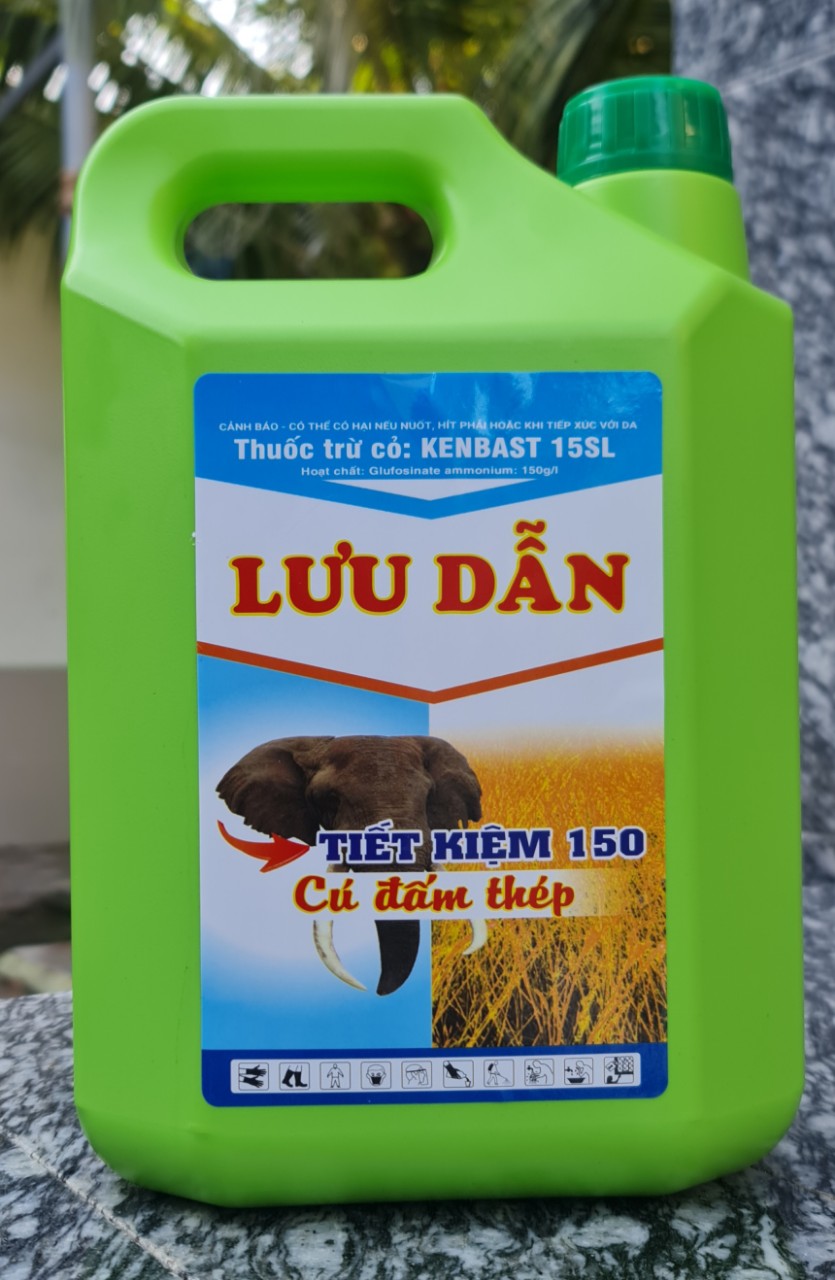 CẢNH BÁO - CÓ THỂ CÓ HẠI NẾU NUỐT, HÍT PHẢI HOẶC KHI TIẾP XÚC VỚI DA
Thuốc trừ cỏ: KENBAST 15SL
Hoạt chất: Glufosinate ammonium: 150g/l
LƯU DẪN
TIẾT KIỆM 150
Cú đấm thép